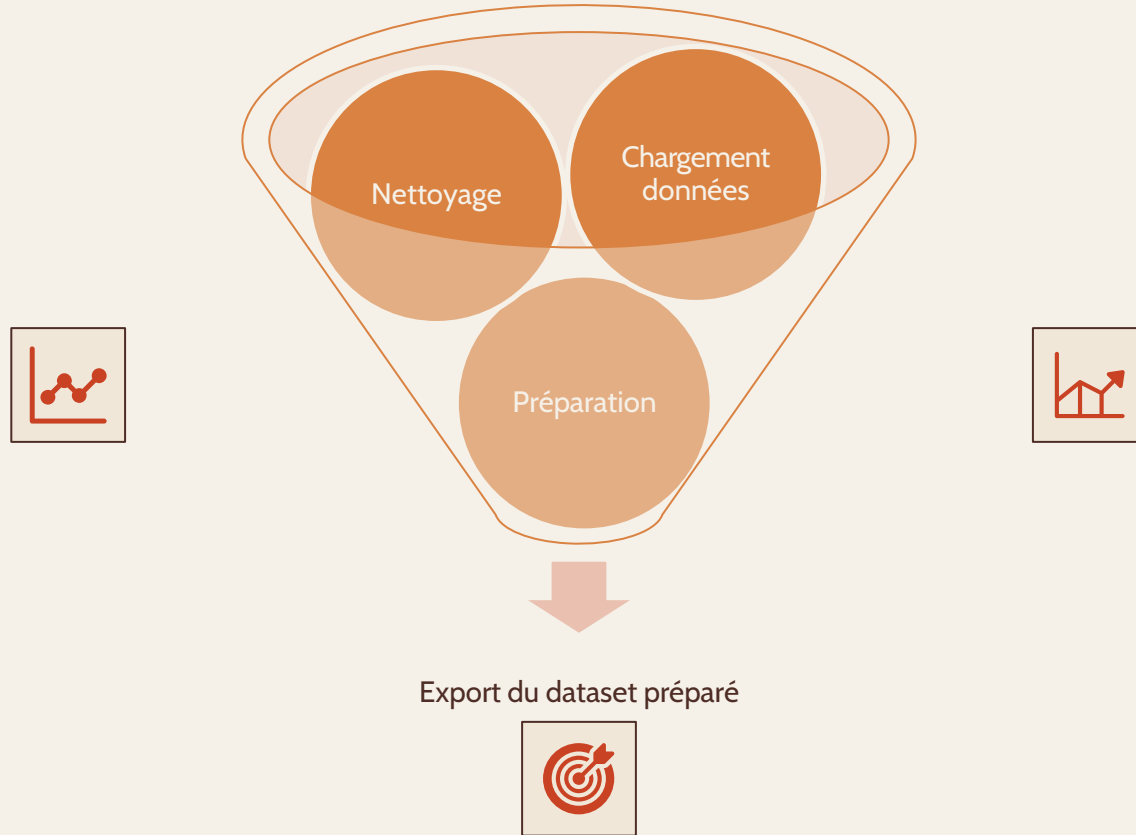 Nettoyage
Chargement
données
Préparation
Export du dataset préparé